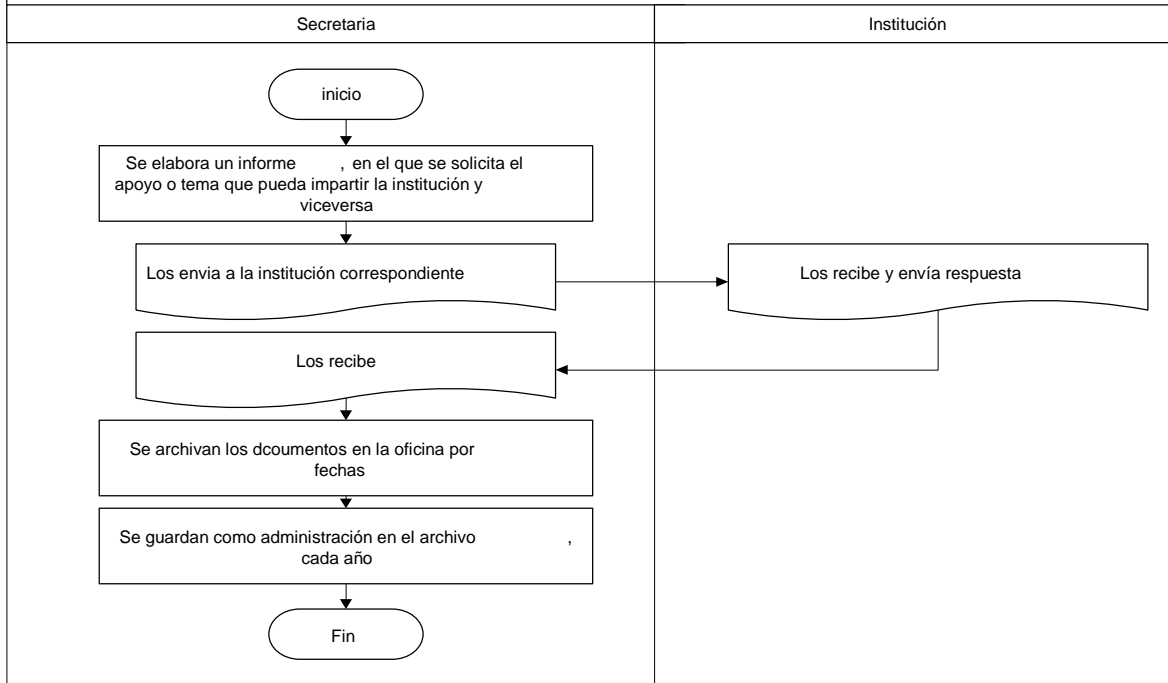 Secretaria
Institución
inicio
Se elabora un informe , en el que se solicita el
apoyo o tema que pueda impartir la institución y
viceversa
Los envia a la institución correspondiente
Los recibe y envía respuesta
Los recibe
Se archivan los dcoumentos en la oficina por
fechas
Se guardan como administración en el archivo ,
cada año
Fin